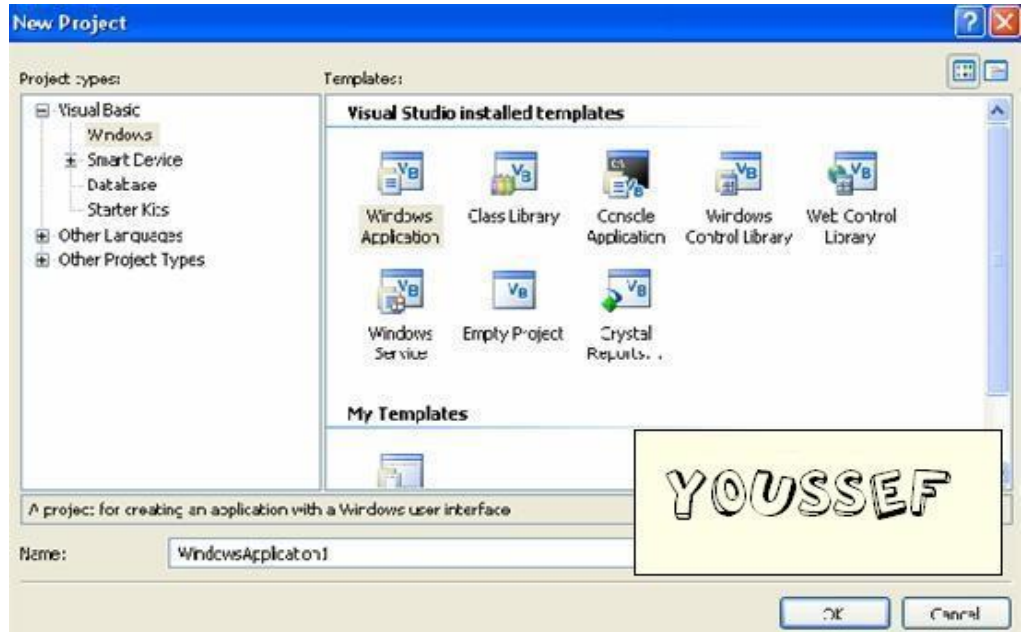 New Project
Project types:
Templates:
Visual Basic
Windows
Smart Device
Database
Starter Kits
Other Languages
Other Project Types
Visual Studio installed templates
Windows Application
Class Library
Console Application
Windows Control Library
Web Control Library
Windows Service
Empty Project
Crystal Reports...
My Templates
A project for creating an application with a Windows user interface
Name:
WindowsApplication1
YOUSSEF
OK
Cancel